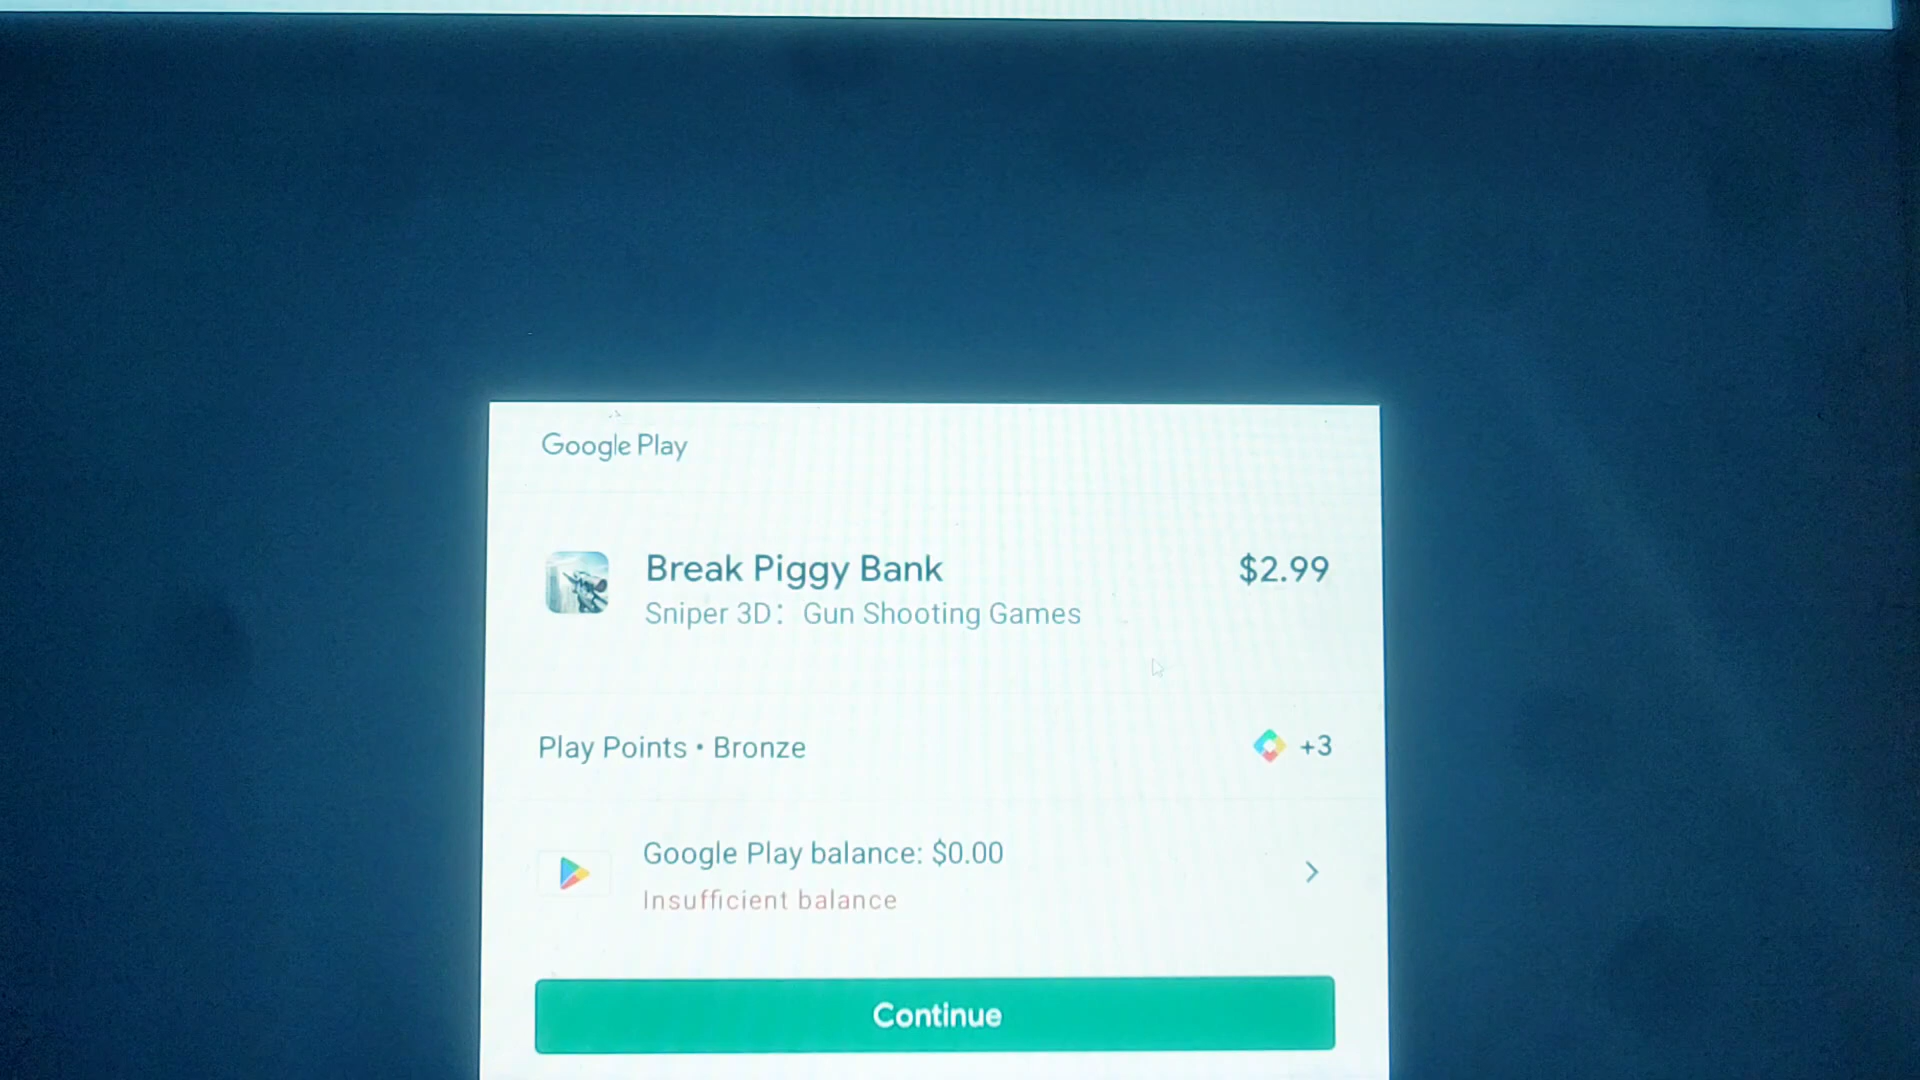 Google Play
Break Piggy Bank
$2.99
Sniper 3D: Gun Shooting Games
Play Points • Bronze
+3
Google Play balance: $0.00
Insufficient balance
Continue